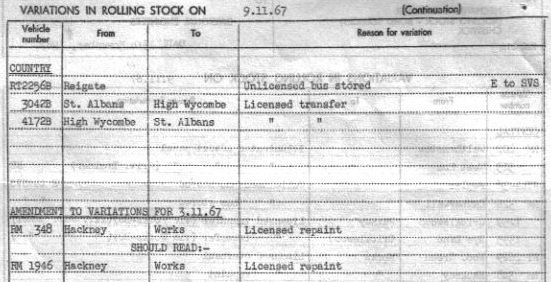 VARIATIONS IN ROLLING STOCK ON 9.11.67 (Continuation)
Vehicle number From To Reason for variation
COUNTRY
RT2256B Reigate Unlicensed bus stored E to SVS
3042B St. Albans High Wycombe Licensed transfer
4172B High Wycombe St. Albans " "
AMENDMENT TO VARIATIONS FOR 3.11.67
RM 348 Hackney Works Licensed repaint
SHOULD READ:-
RM 1946 Hackney Works Licensed repaint